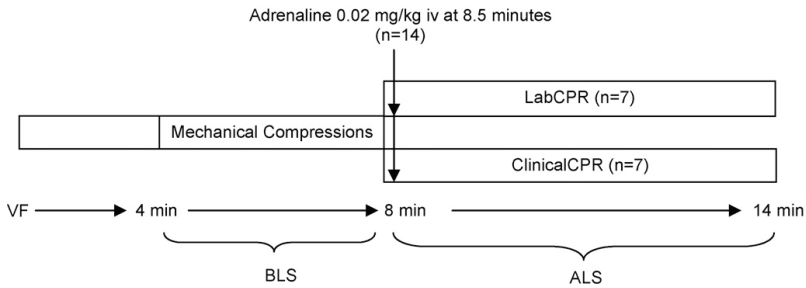 Adrenaline 0.02 mg/kg iv at 8.5 minutes
(n=14)
LabCPR (n=7)
Mechanical Compressions
ClinicalCPR (n=7)
VF 4 min 8 min 14 min
BLS ALS